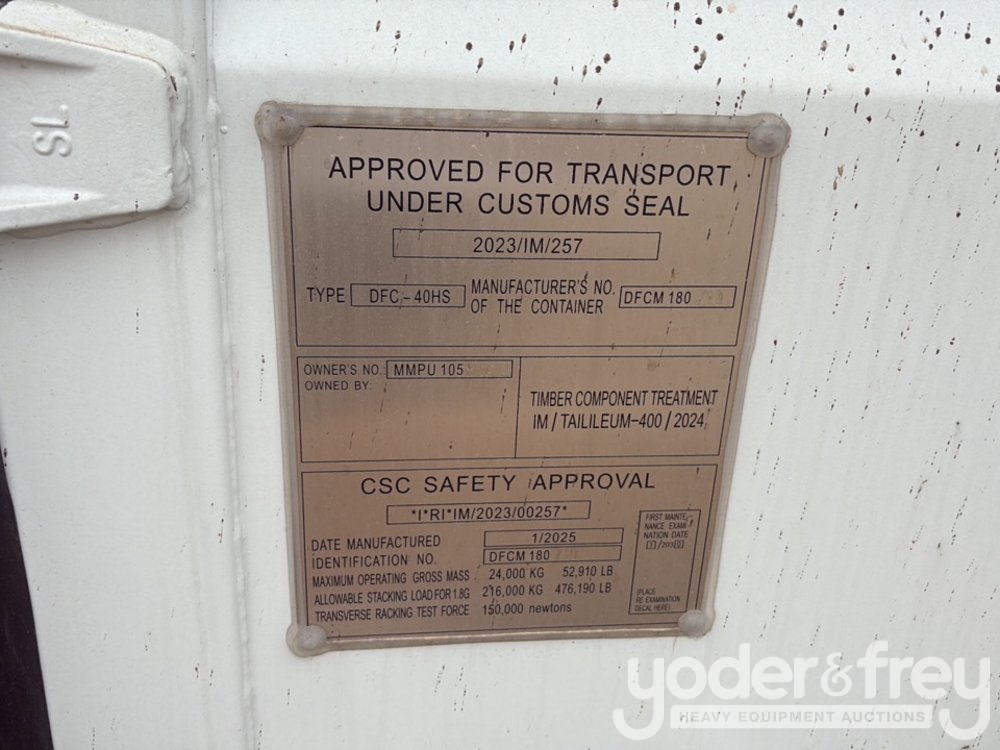 SL
APPROVED FOR TRANSPORT
UNDER CUSTOMS SEAL
2023/IM/257
TYPE DFC-40HS MANUFACTURER'S NO. OF THE CONTAINER DFCM 180
OWNER'S NO.: MMPU 105
OWNED BY:
TIMBER COMPONENT TREATMENT
IM / TAILILEUM-400 / 2024
CSC SAFETY APPROVAL
*I*RI*IM/2023/00257*
DATE MANUFACTURED 1/2025
IDENTIFICATION NO. DFCM 180
MAXIMUM OPERATING GROSS MASS 24,000 KG 52,910 LB
ALLOWABLE STACKING LOAD FOR 1.8G 216,000 KG 476,190 LB
TRANSVERSE RACKING TEST FORCE 150,000 newtons
FIRST MAINTE-
NANCE EXAMI
NATION DATE
(PLACE
RE EXAMINATION
DECAL HERE)
yoder&frey
HEAVY EQUIPMENT AUCTIONS